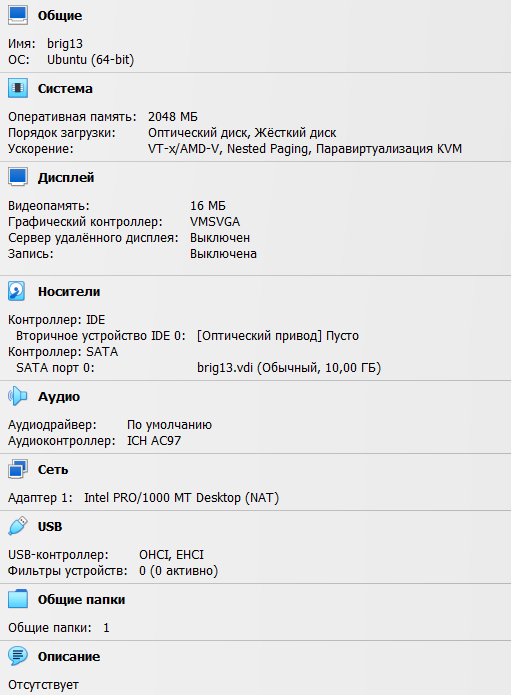 Общие
Имя: brig13
ОС: Ubuntu (64-bit)
Система
Оперативная память: 2048 МБ
Порядок загрузки: Оптический диск, Жёсткий диск
Ускорение: VT-x/AMD-V, Nested Paging, Паравиртуализация KVM
Дисплей
Видеопамять: 16 МБ
Графический контроллер: VMSVGA
Сервер удалённого дисплея: Выключен
Запись: Выключена
Носители
Контроллер: IDE
Вторичное устройство IDE 0: [Оптический привод] Пусто
Контроллер: SATA
SATA порт 0: brig13.vdi (Обычный, 10,00 ГБ)
Аудио
Аудиодрайвер: По умолчанию
Аудиоконтроллер: ICH AC97
Сеть
Адаптер 1: Intel PRO/1000 MT Desktop (NAT)
USB
USB-контроллер: OHCI, EHCI
Фильтры устройств: 0 (0 активно)
Общие папки
Общие папки: 1
Описание
Отсутствует